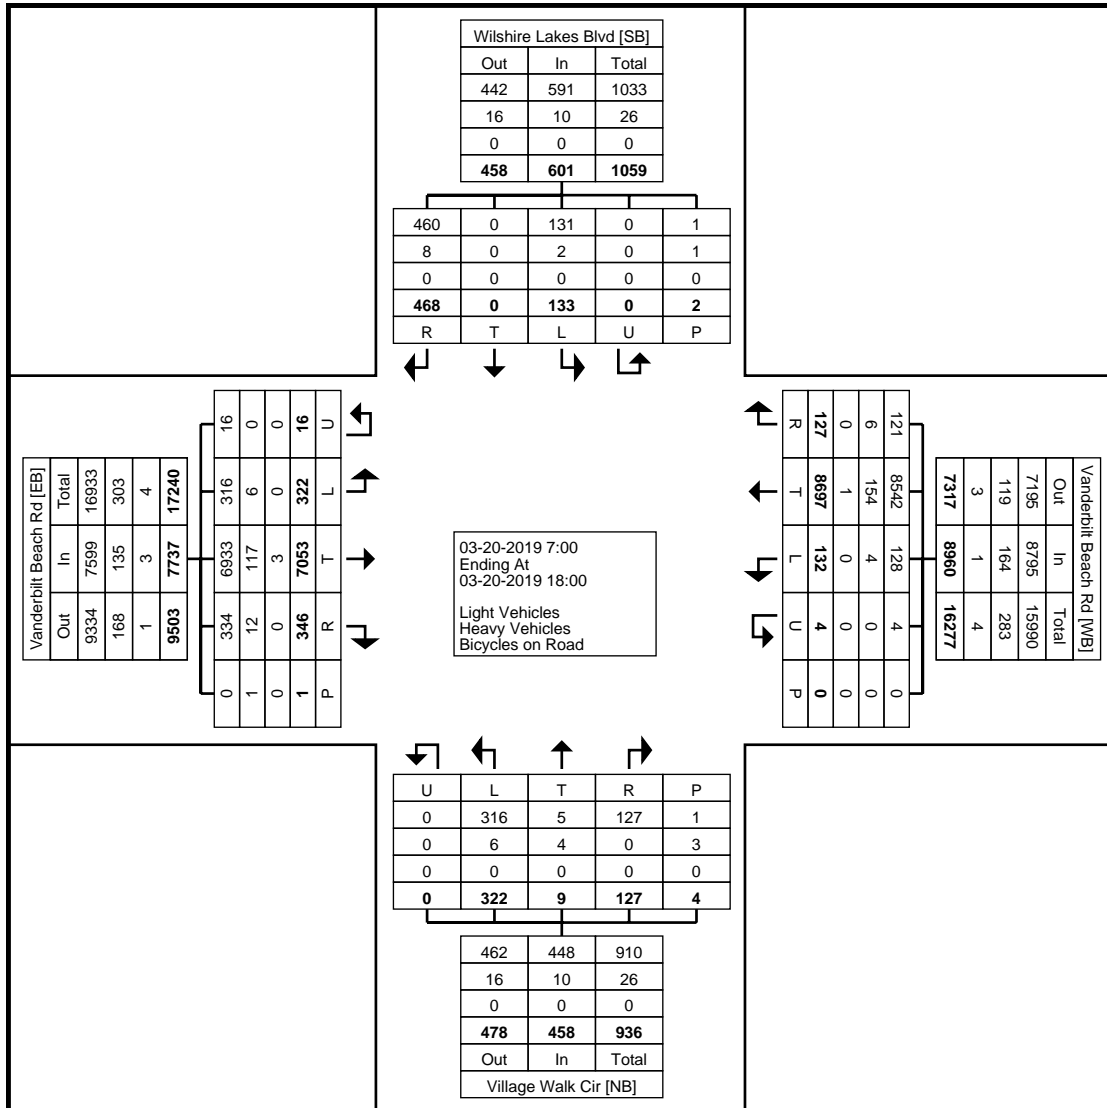 Wilshire Lakes Blvd [SB]
Out In Total
442 591 1033
16 10 26
0 0 0
458 601 1059
460 0 131 0 1
8 0 2 0 1
0 0 0 0 0
468 0 133 0 2
R T L U P
Vanderbilt Beach Rd [EB]
Total In Out
16933 7599 9334
303 135 168
4 3 1
17240 7737 9503
16 316 6933 334 0
0 6 117 12 1
0 0 3 0 0
16 322 7053 346 1
U L T R P
03-20-2019 7:00
Ending At
03-20-2019 18:00
Light Vehicles
Heavy Vehicles
Bicycles on Road
Vanderbilt Beach Rd [WB]
Out In Total
7195 8795 15990
119 164 283
3 1 4
7317 8960 16277
121 8542 128 4 0
6 154 4 0 0
0 1 0 0 0
127 8697 132 4 0
R T L U P
U L T R P
0 316 5 127 1
0 6 4 0 3
0 0 0 0 0
0 322 9 127 4
462 448 910
16 10 26
0 0 0
478 458 936
Out In Total
Village Walk Cir [NB]